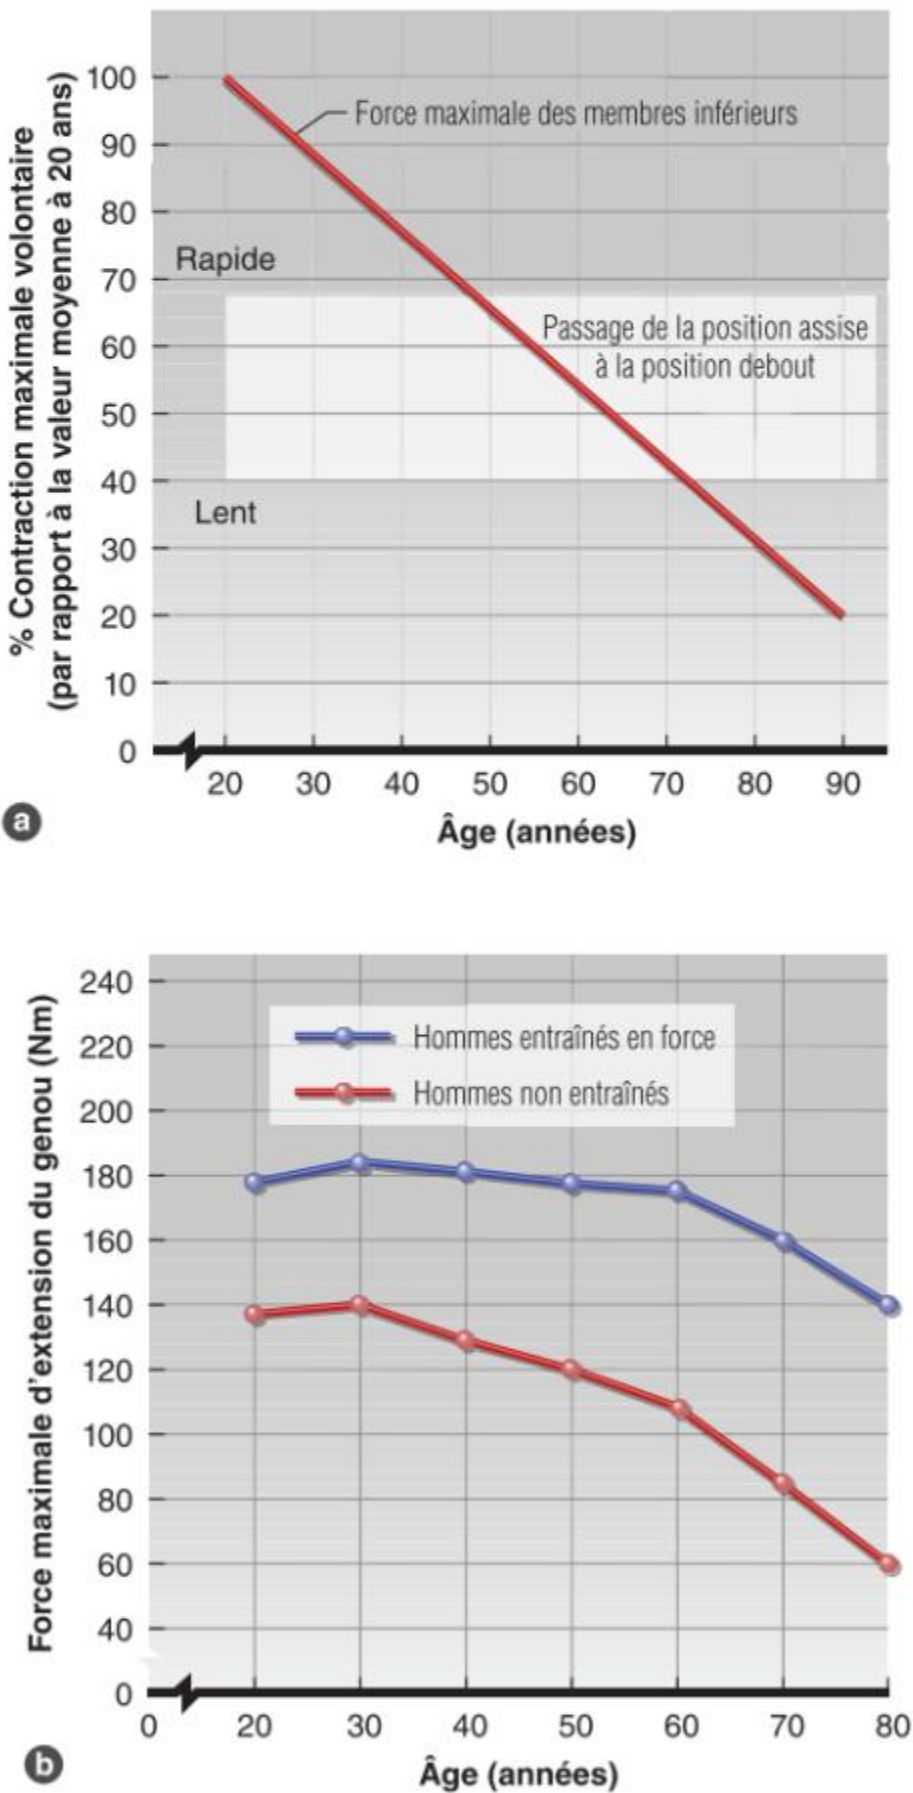 % Contraction maximale volontaire
(par rapport à la valeur moyenne à 20 ans)
100
90
80
70
60
50
40
30
20
10
0
Force maximale des membres inférieurs
Rapide
Passage de la position assise
à la position debout
Lent
20 30 40 50 60 70 80 90
Âge (années)
a
Force maximale d'extension du genou (Nm)
240
220
200
180
160
140
120
100
80
60
40
0
Hommes entraînés en force
Hommes non entraînés
0 20 30 40 50 60 70 80
Âge (années)
b